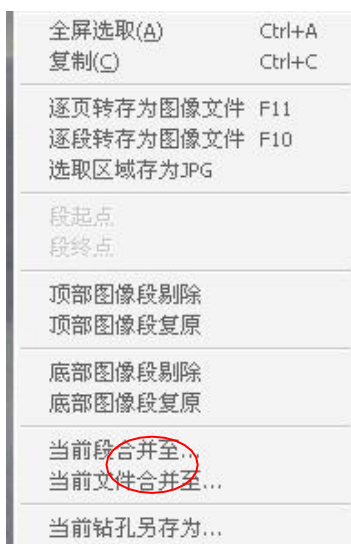 全屏选取(A) Ctrl+A
复制(C) Ctrl+C
逐页转存为图像文件 F11
逐段转存为图像文件 F10
选取区域存为JPG
段起点
段终点
顶部图像段剔除
顶部图像段复原
底部图像段剔除
底部图像段复原
当前段合并至...
当前文件合并至...
当前钻孔另存为...